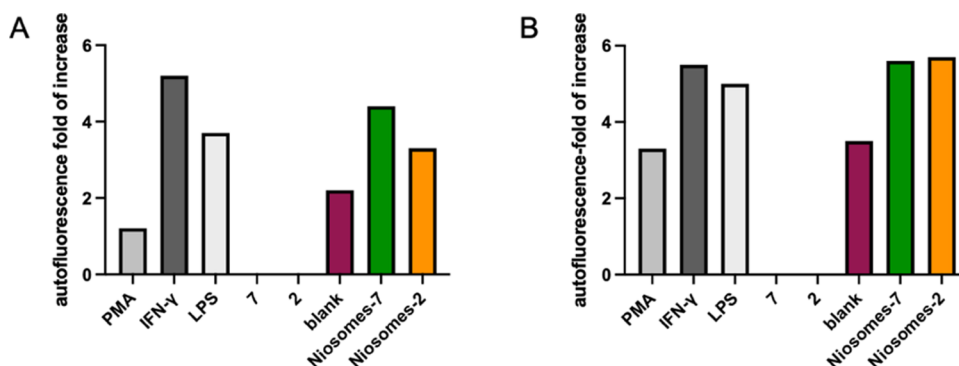 A
autofluorescence fold of increase
6
4
2
0
PMA
IFN-γ
LPS
7
2
blank
Niosomes-7
Niosomes-2
B
autofluorescence-fold of increase
6
4
2
0
PMA
IFN-γ
LPS
7
2
blank
Niosomes-7
Niosomes-2